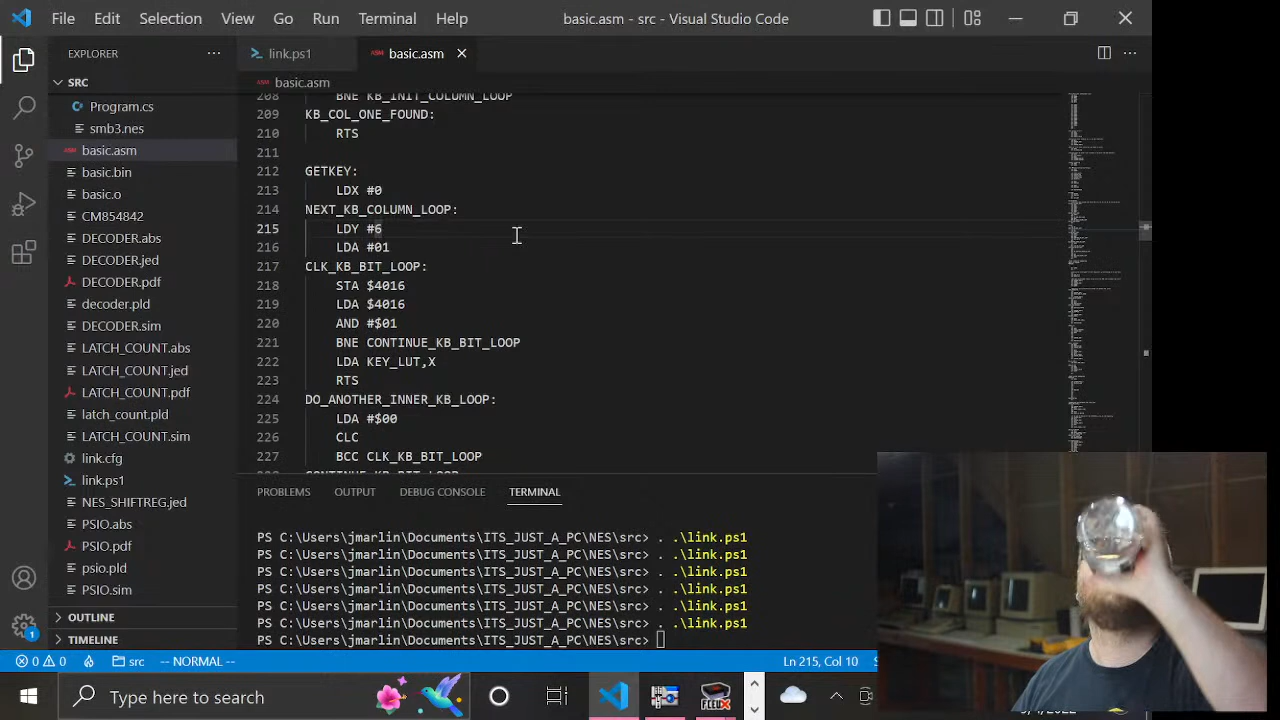 File Edit Selection View Go Run Terminal Help basic.asm - src - Visual Studio Code
EXPLORER
link.ps1 basic.asm
SRC
basic.asm
Program.cs
smb3.nes
basic.asm
basic.bin
basic.o
CM854842
DECODER.abs
DECODER.jed
DECODER.pdf
decoder.pld
DECODER.sim
LATCH_COUNT.abs
LATCH_COUNT.jed
LATCH_COUNT.pdf
latch_count.pld
LATCH_COUNT.sim
link.cfg
link.ps1
NES_SHIFTREG.jed
PSIO.abs
PSIO.pdf
psio.pld
PSIO.sim
OUTLINE
TIMELINE
208 BNE KB_INIT_COLUMN_LOOP
209 KB_COL_ONE_FOUND:
210 RTS
211
212 GETKEY:
213 LDX #0
214 NEXT_KB_COLUMN_LOOP:
215 LDY #6
216 LDA #01
217 CLK_KB_BIT_LOOP:
218 STA $4016
219 LDA $4016
220 AND #$01
221 BNE CONTINUE_KB_BIT_LOOP
222 LDA KEY_LUT,X
223 RTS
224 DO_ANOTHER_INNER_KB_LOOP:
225 LDA #$00
226 CLC
227 BCC CLK_KB_BIT_LOOP
228 CONTINUE_KB_BIT_LOOP
PROBLEMS OUTPUT DEBUG CONSOLE TERMINAL
PS C:\Users\jmarlin\Documents\ITS_JUST_A_PC\NES\src> . .\link.ps1
PS C:\Users\jmarlin\Documents\ITS_JUST_A_PC\NES\src> . .\link.ps1
PS C:\Users\jmarlin\Documents\ITS_JUST_A_PC\NES\src> . .\link.ps1
PS C:\Users\jmarlin\Documents\ITS_JUST_A_PC\NES\src> . .\link.ps1
PS C:\Users\jmarlin\Documents\ITS_JUST_A_PC\NES\src> . .\link.ps1
PS C:\Users\jmarlin\Documents\ITS_JUST_A_PC\NES\src> . .\link.ps1
PS C:\Users\jmarlin\Documents\ITS_JUST_A_PC\NES\src>
1
0 0 src -- NORMAL -- Ln 215, Col 10
Type here to search